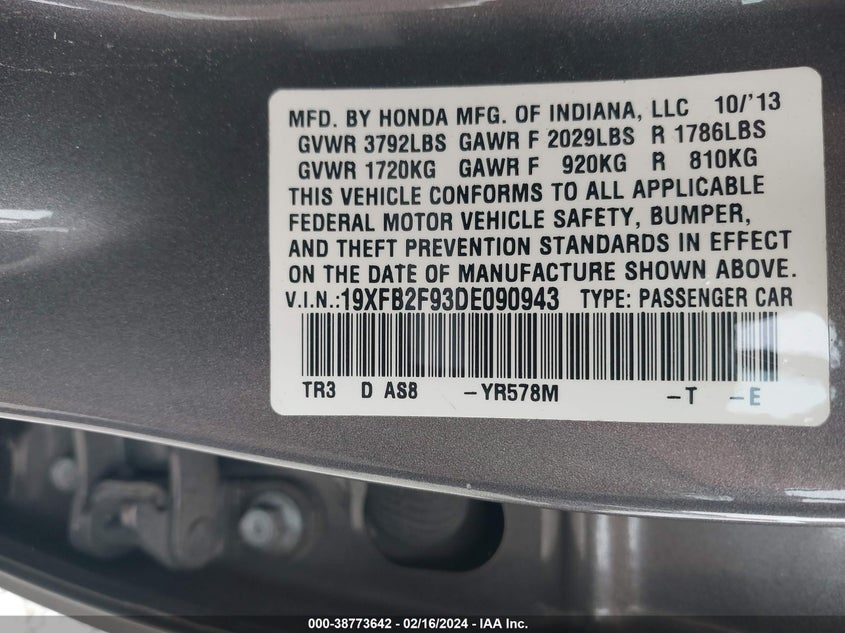 MFD. BY HONDA MFG. OF INDIANA, LLC 10/'13
GVWR 3792LBS GAWR F 2029LBS R 1786LBS
GVWR 1720KG GAWR F 920KG R 810KG
THIS VEHICLE CONFORMS TO ALL APPLICABLE
FEDERAL MOTOR VEHICLE SAFETY, BUMPER,
AND THEFT PREVENTION STANDARDS IN EFFECT
ON THE DATE OF MANUFACTURE SHOWN ABOVE.
V.I.N.:19XFB2F93DE090943 TYPE: PASSENGER CAR
TR3 D AS8 -YR578M -T -E
000-38773642 - 02/16/2024 - IAA Inc.